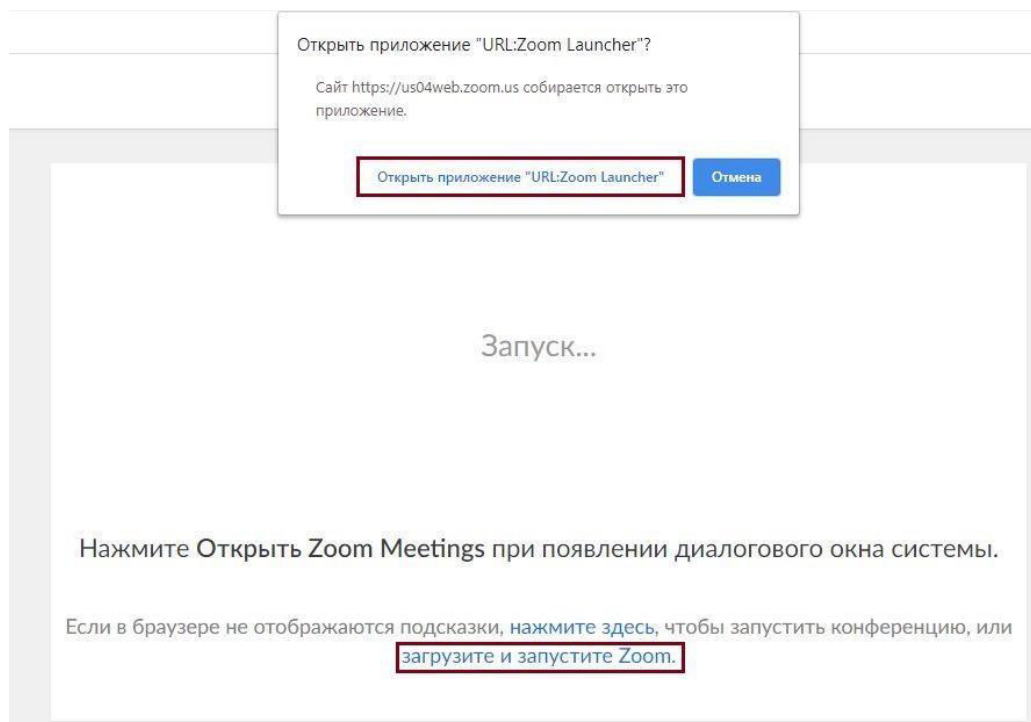 Открыть приложение "URL:Zoom Launcher"?
Сайт https://us04web.zoom.us собирается открыть это
приложение.
Открыть приложение "URL:Zoom Launcher"
Отмена
Запуск...
Нажмите Открыть Zoom Meetings при появлении диалогового окна системы.
Если в браузере не отображаются подсказки, нажмите здесь, чтобы запустить конференцию, или
загрузите и запустите Zoom.